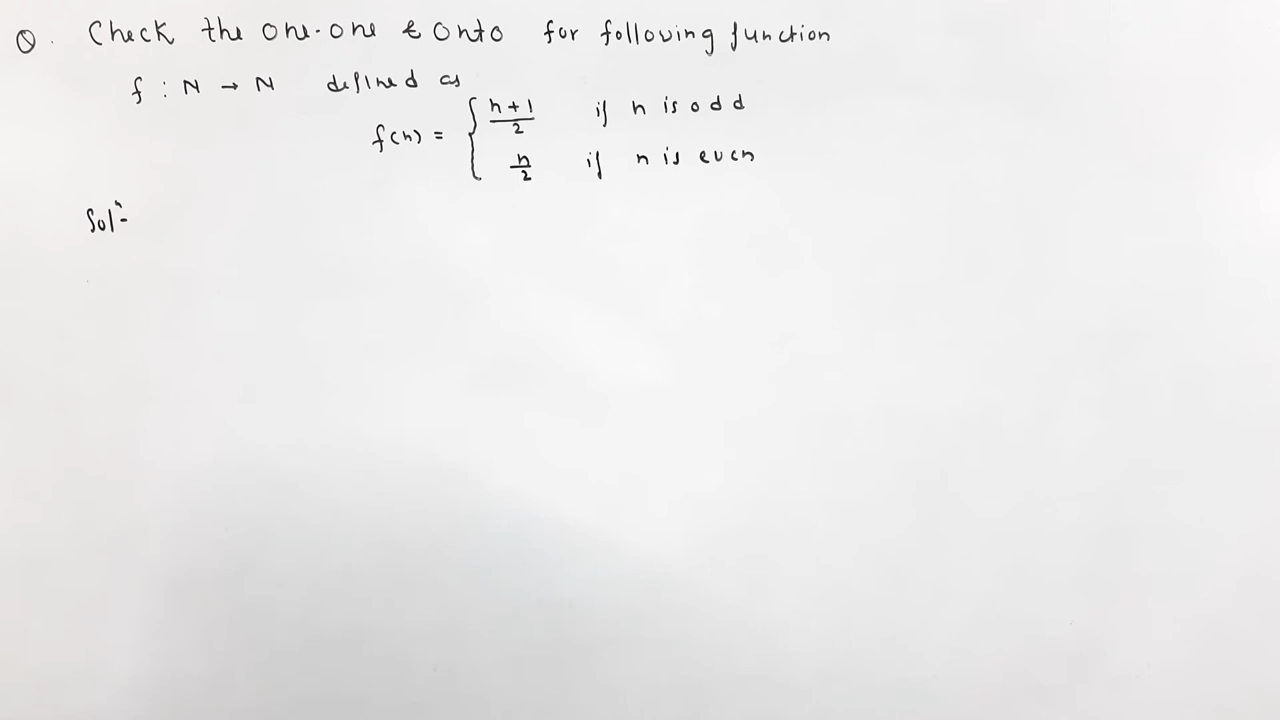 Q. Check the one-one & onto for following function
f : N → N defined as
f(n) = { n+1/2 if n is odd
n/2 if n is even
Solⁿ:-